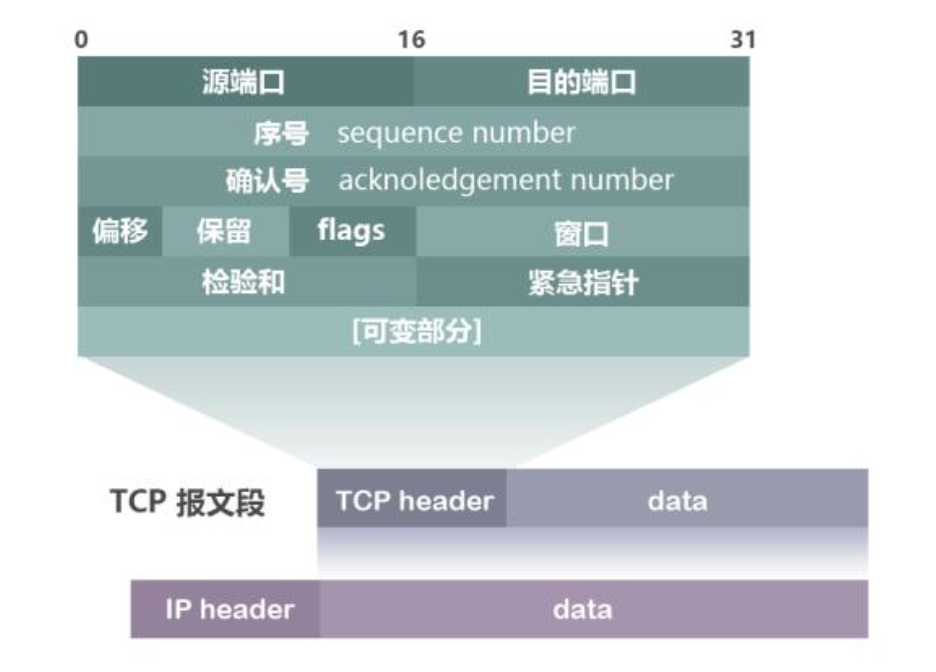 0 16 31
源端口 目的端口
序号 sequence number
确认号 acknoledgement number
偏移 保留 flags 窗口
检验和 紧急指针
[可变部分]
TCP 报文段 TCP header data
IP header data